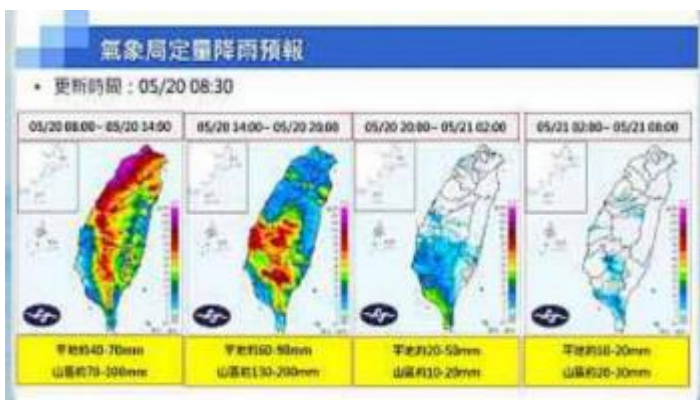 氣象局定量降雨預報
• 更新時間：05/20 08:30
05/20 08:00~ 05/20 14:00
05/20 14:00~ 05/20 20:00
05/20 20:00~ 05/21 02:00
05/21 02:00~ 05/21 08:00
平地約40-70mm
山區約70-100mm
平地約60-90mm
山區約130-200mm
平地約20-50mm
山區約10-20mm
平地約10-20mm
山區約20-30mm